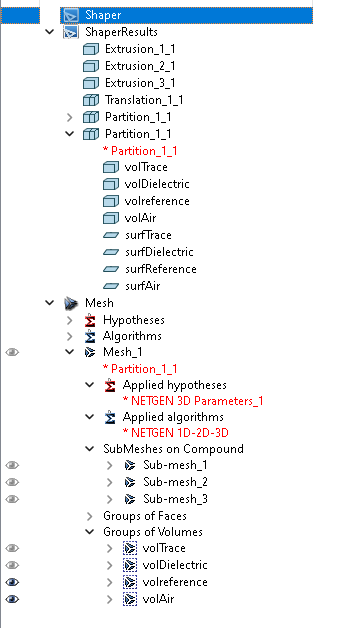 Shaper
ShaperResults
Extrusion_1_1
Extrusion_2_1
Extrusion_3_1
Translation_1_1
Partition_1_1
Partition_1_1
* Partition_1_1
volTrace
volDielectric
volreference
volAir
surfTrace
surfDielectric
surfReference
surfAir
Mesh
Hypotheses
Algorithms
Mesh_1
* Partition_1_1
Applied hypotheses
* NETGEN 3D Parameters_1
Applied algorithms
* NETGEN 1D-2D-3D
SubMeshes on Compound
Sub-mesh_1
Sub-mesh_2
Sub-mesh_3
Groups of Faces
Groups of Volumes
volTrace
volDielectric
volreference
volAir